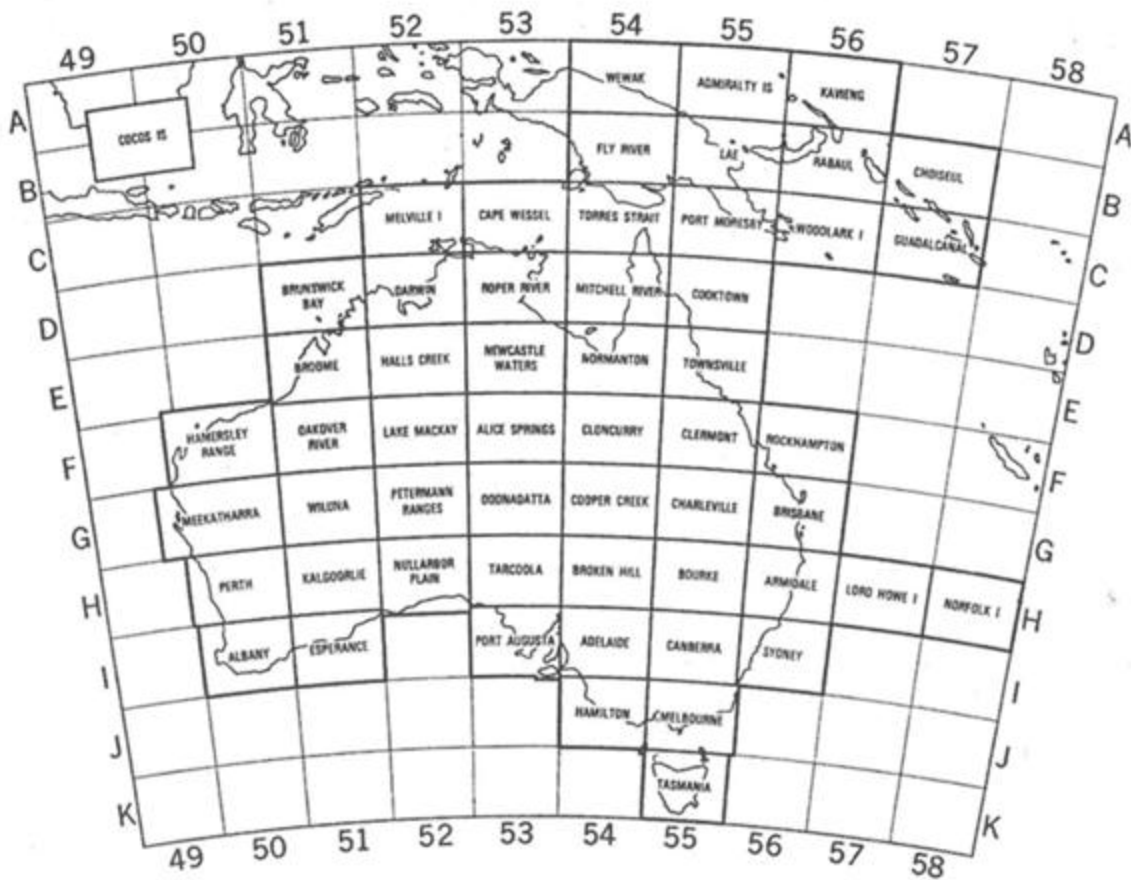 49 50 51 52 53 54 55 56 57 58
WEWAK ADMIRALTY IS KAVIENG
A COCOS IS A
FLY RIVER LAE RABAUL CHOISEUL
B B
MELVILLE I CAPE WESSEL TORRES STRAIT PORT MORESBY WOODLARK I GUADALCANAL
C C
BRUNSWICK
BAY
DARWIN ROPER RIVER MITCHELL RIVER COOKTOWN
D D
BROOME HALLS CREEK NEWCASTLE
WATERS
NORMANTON TOWNSVILLE
E E
HAMERSLEY
RANGE
OAKOVER
RIVER
LAKE MACKAY ALICE SPRINGS CLONCURRY CLERMONT ROCKHAMPTON
F F
MEEKATHARRA WILUNA PETERMANN
RANGES
OODNADATTA COOPER CREEK CHARLEVILLE BRISBANE
G G
PERTH KALGOORLIE NULLARBOR
PLAIN
TARCOOLA BROKEN HILL BOURKE ARMIDALE LORD HOWE I NORFOLK I
H H
ALBANY ESPERANCE PORT AUGUSTA ADELAIDE CANBERRA SYDNEY
I I
HAMILTON MELBOURNE
J J
TASMANIA
K K
49 50 51 52 53 54 55 56 57 58